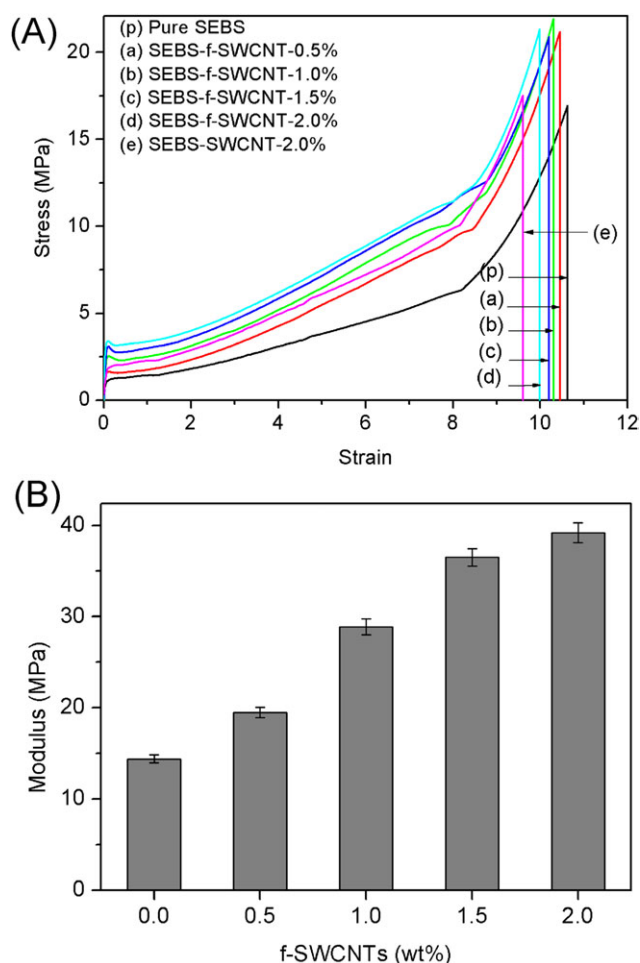 (A)
(p) Pure SEBS
(a) SEBS-f-SWCNT-0.5%
(b) SEBS-f-SWCNT-1.0%
(c) SEBS-f-SWCNT-1.5%
(d) SEBS-f-SWCNT-2.0%
(e) SEBS-SWCNT-2.0%
20
15
10
5
0
Stress (MPa)
(e)
(p)
(a)
(b)
(c)
(d)
0 2 4 6 8 10 12
Strain
(B)
40
30
20
10
0
Modulus (MPa)
0.0 0.5 1.0 1.5 2.0
f-SWCNTs (wt%)